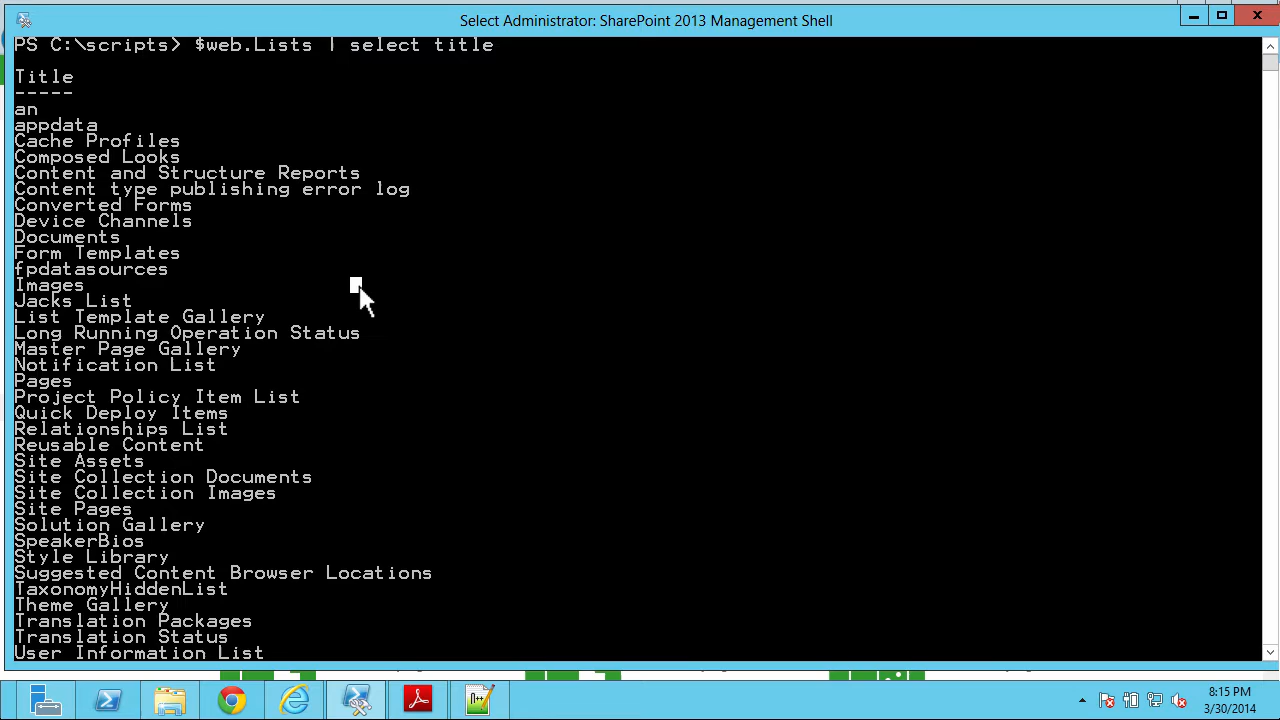 Select Administrator: SharePoint 2013 Management Shell
PS C:\scripts> $web.Lists | select title
Title
-----
an
appdata
Cache Profiles
Composed Looks
Content and Structure Reports
Content type publishing error log
Converted Forms
Device Channels
Documents
Form Templates
fpdatasources
Images
Jacks List
List Template Gallery
Long Running Operation Status
Master Page Gallery
Notification List
Pages
Project Policy Item List
Quick Deploy Items
Relationships List
Reusable Content
Site Assets
Site Collection Documents
Site Collection Images
Site Pages
Solution Gallery
SpeakerBios
Style Library
Suggested Content Browser Locations
TaxonomyHiddenList
Theme Gallery
Translation Packages
Translation Status
User Information List
8:15 PM
3/30/2014